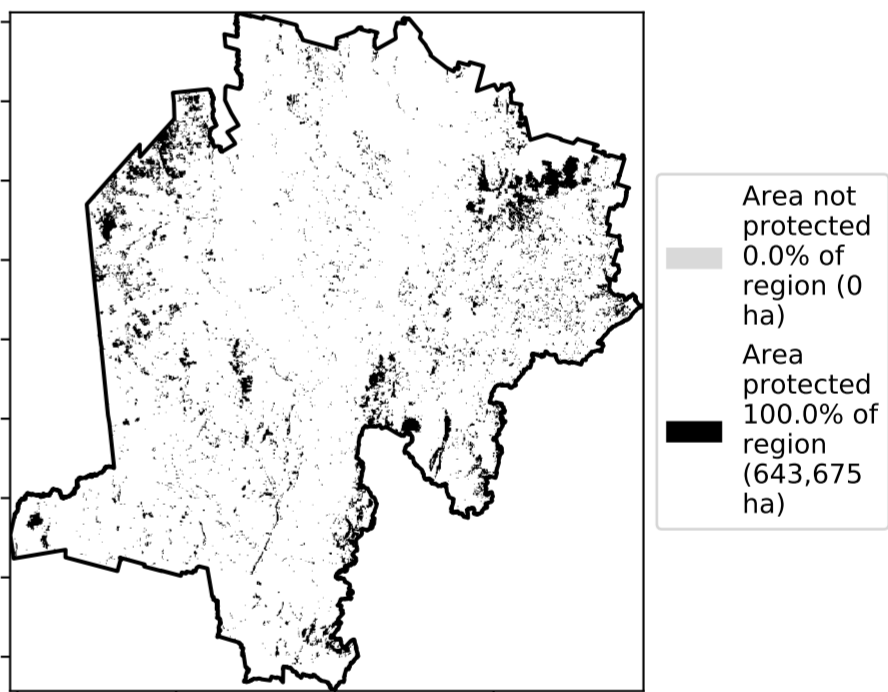 Area not
protected
0.0% of
region (0
ha)
Area
protected
100.0% of
region
(643,675
ha)